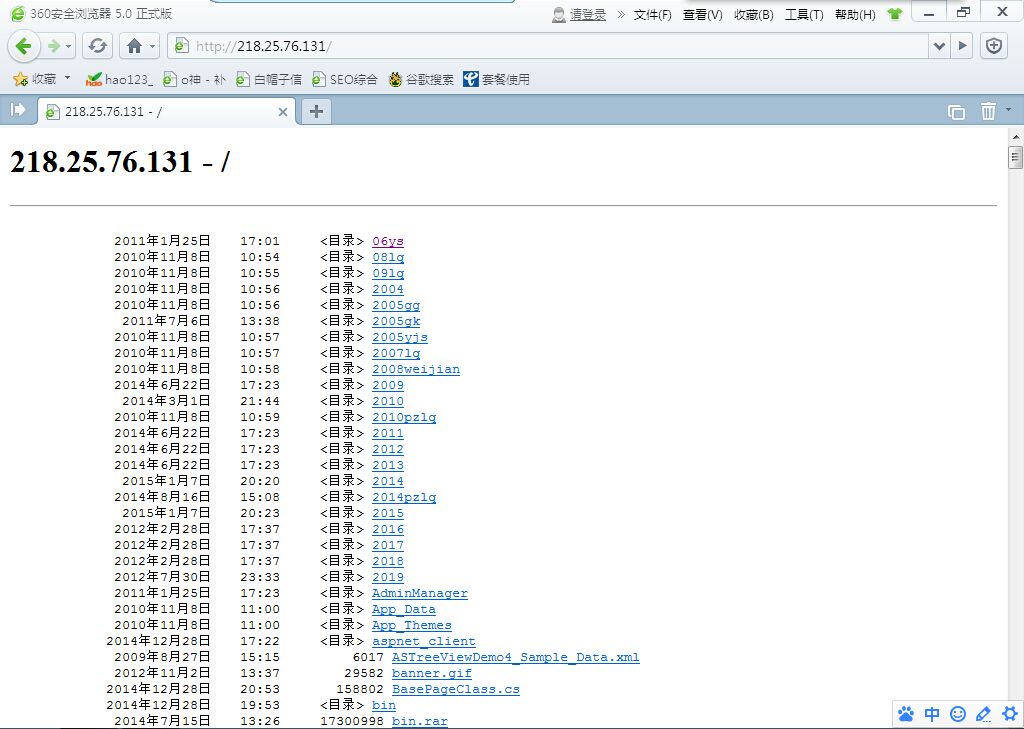 360安全浏览器 5.0 正式版
请登录 » 文件(F) 查看(V) 收藏(B) 工具(T) 帮助(H)
http://218.25.76.131/
收藏 hao123_ o神 - 补 白帽子信 SEO综合 谷歌搜索 套餐使用
218.25.76.131 - /
218.25.76.131 - /
2011年1月25日 17:01 <目录> 06ys
2010年11月8日 10:54 <目录> 08lq
2010年11月8日 10:55 <目录> 09lq
2010年11月8日 10:56 <目录> 2004
2010年11月8日 10:56 <目录> 2005gg
2011年7月6日 13:38 <目录> 2005gk
2010年11月8日 10:57 <目录> 2005yjs
2010年11月8日 10:57 <目录> 2007lq
2010年11月8日 10:58 <目录> 2008weijian
2014年6月22日 17:23 <目录> 2009
2014年3月1日 21:44 <目录> 2010
2010年11月8日 10:59 <目录> 2010pzlq
2014年6月22日 17:23 <目录> 2011
2014年6月22日 17:23 <目录> 2012
2014年6月22日 17:23 <目录> 2013
2015年1月7日 20:20 <目录> 2014
2014年8月16日 15:08 <目录> 2014pzlq
2015年1月7日 20:23 <目录> 2015
2012年2月28日 17:37 <目录> 2016
2012年2月28日 17:37 <目录> 2017
2012年2月28日 17:37 <目录> 2018
2012年7月30日 23:33 <目录> 2019
2011年1月25日 17:23 <目录> AdminManager
2010年11月8日 11:00 <目录> App_Data
2010年11月8日 11:00 <目录> App_Themes
2014年12月28日 17:22 <目录> aspnet_client
2009年8月27日 15:15 6017 ASTreeViewDemo4_Sample_Data.xml
2012年11月2日 13:37 29582 banner.gif
2014年12月28日 20:53 158802 BasePageClass.cs
2014年12月28日 19:53 <目录> bin
2014年7月15日 13:26 17300998 bin.rar
中